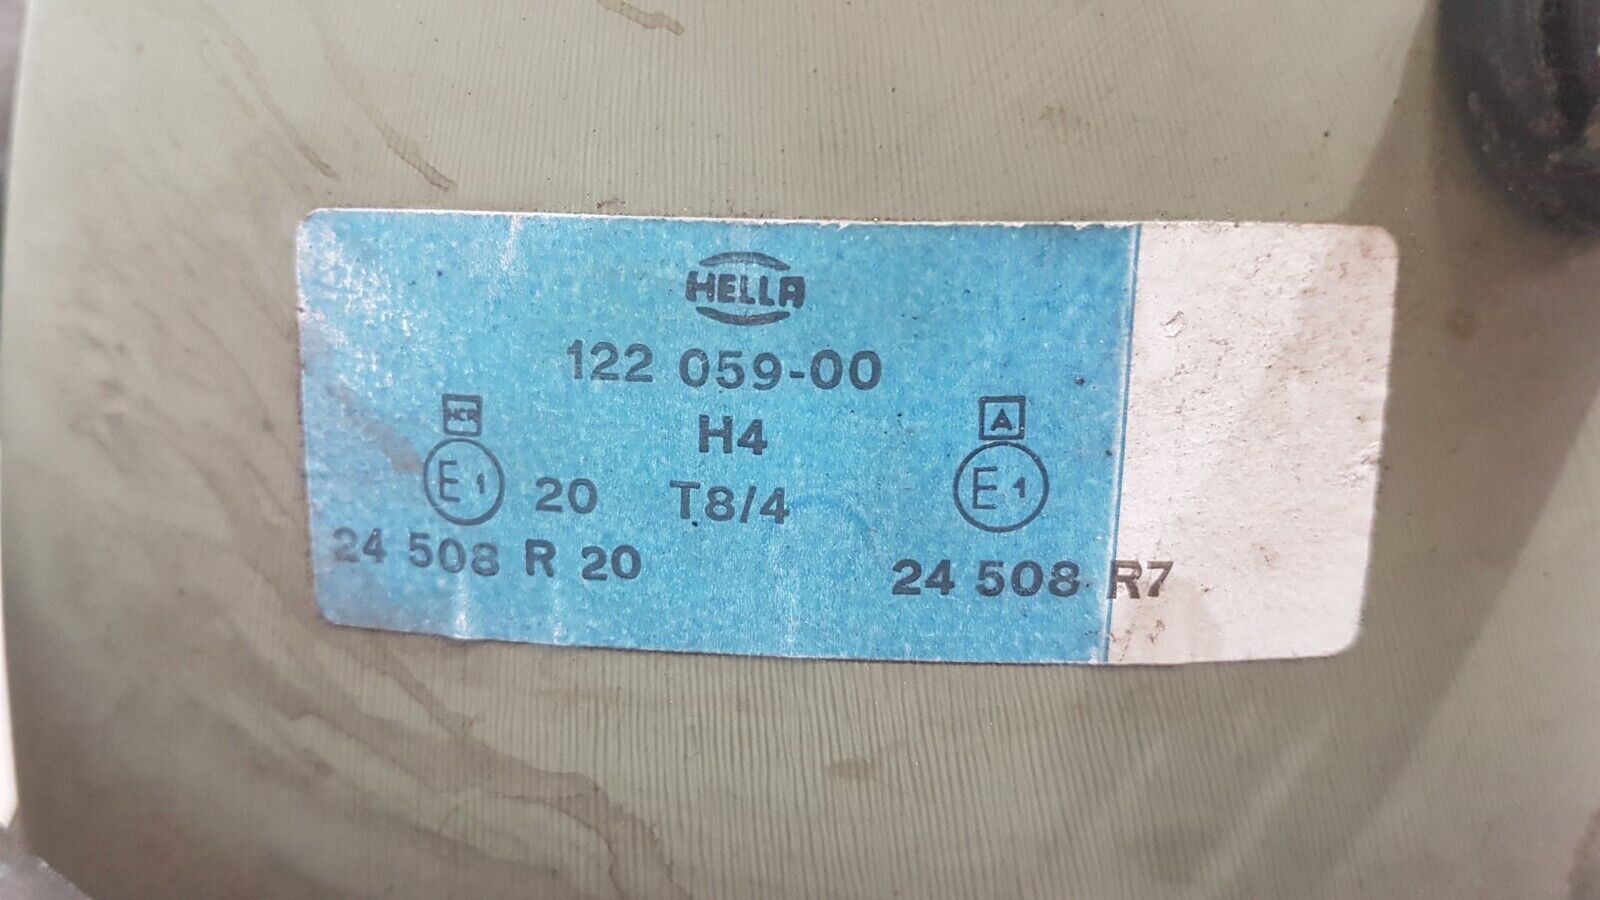 HELLA
122 059-00
HCR
H4
A
E1
20
T8/4
E1
24 508 R 20
24 508 R7